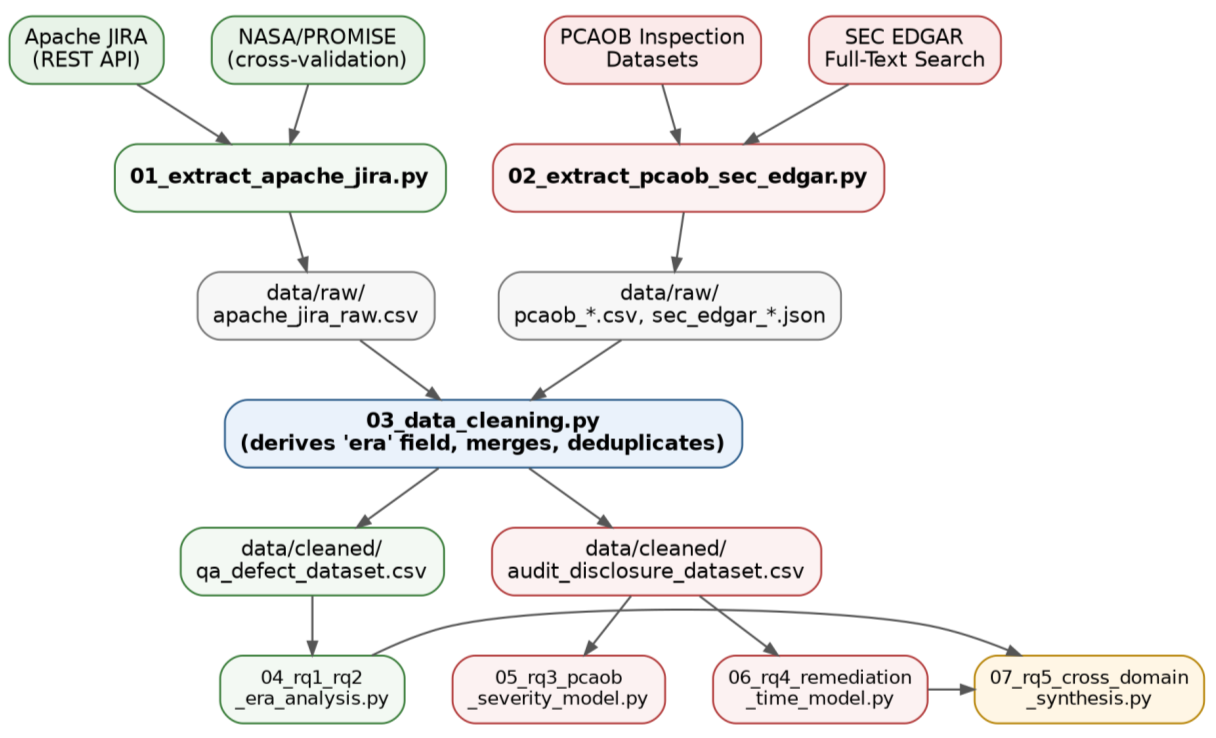 Apache JIRA
(REST API)
NASA/PROMISE
(cross-validation)
PCAOB Inspection
Datasets
SEC EDGAR
Full-Text Search
01_extract_apache_jira.py
02_extract_pcaob_sec_edgar.py
data/raw/
apache_jira_raw.csv
data/raw/
pcaob_*.csv, sec_edgar_*.json
03_data_cleaning.py
(derives 'era' field, merges, deduplicates)
data/cleaned/
qa_defect_dataset.csv
data/cleaned/
audit_disclosure_dataset.csv
04_rq1_rq2
_era_analysis.py
05_rq3_pcaob
_severity_model.py
06_rq4_remediation
_time_model.py
07_rq5_cross_domain
_synthesis.py